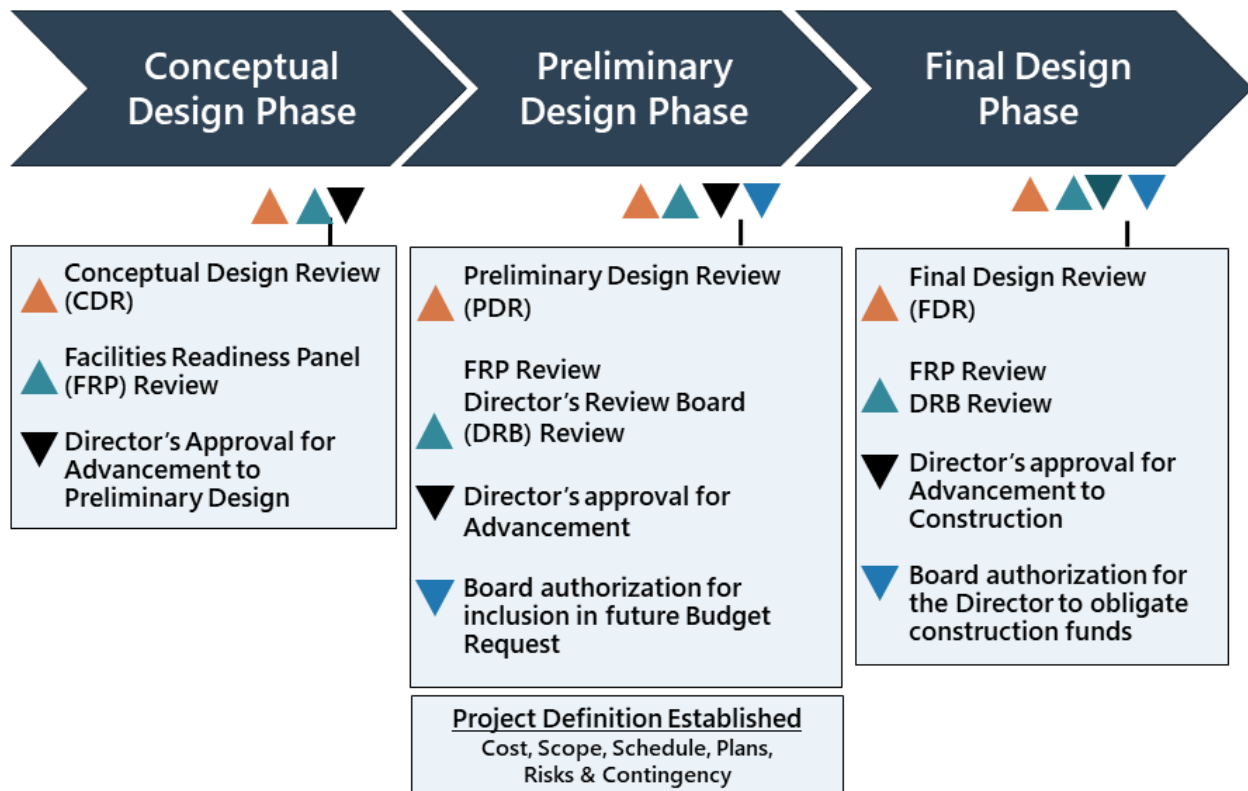 Conceptual
Design Phase
Preliminary
Design Phase
Final Design
Phase
Conceptual Design Review
(CDR)
Facilities Readiness Panel
(FRP) Review
Director's Approval for
Advancement to
Preliminary Design
Preliminary Design Review
(PDR)
FRP Review
Director's Review Board
(DRB) Review
Director's approval for
Advancement
Board authorization for
inclusion in future Budget
Request
Project Definition Established
Cost, Scope, Schedule, Plans,
Risks & Contingency
Final Design Review
(FDR)
FRP Review
DRB Review
Director's approval for
Advancement to
Construction
Board authorization for
the Director to obligate
construction funds